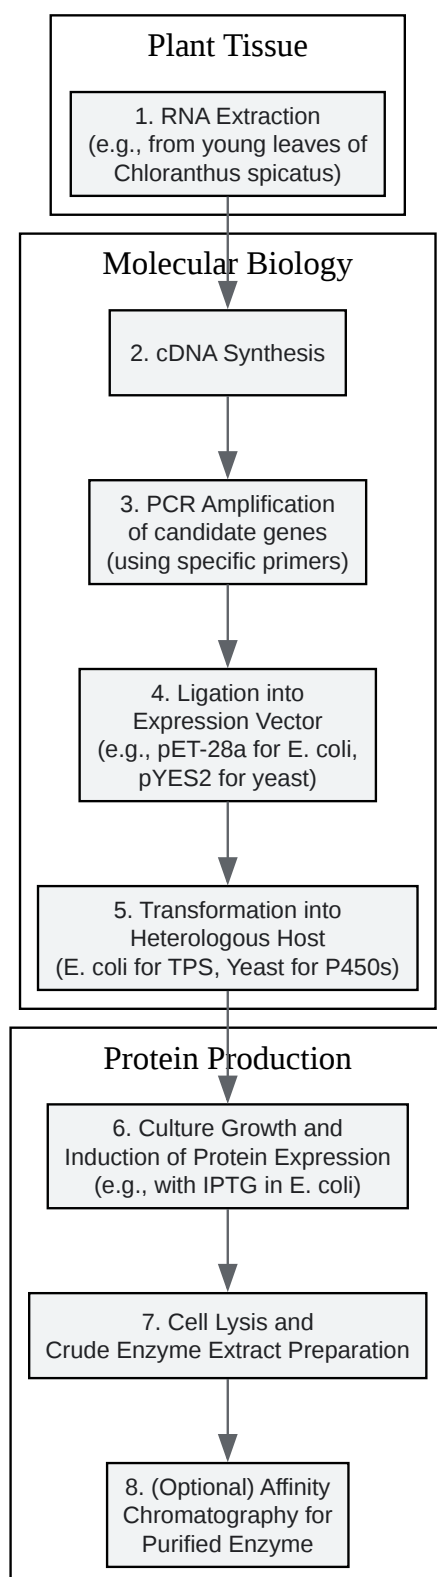 Plant Tissue
1. RNA Extraction
(e.g., from young leaves of
Chloranthus spicatus)
Molecular Biology
2. cDNA Synthesis
3. PCR Amplification
of candidate genes
(using specific primers)
4. Ligation into
Expression Vector
(e.g., pET-28a for E. coli,
pYES2 for yeast)
5. Transformation into
Heterologous Host
(E. coli for TPS, Yeast for P450s)
Protein Production
6. Culture Growth and
Induction of Protein Expression
(e.g., with IPTG in E. coli)
7. Cell Lysis and
Crude Enzyme Extract Preparation
8. (Optional) Affinity
Chromatography for
Purified Enzyme